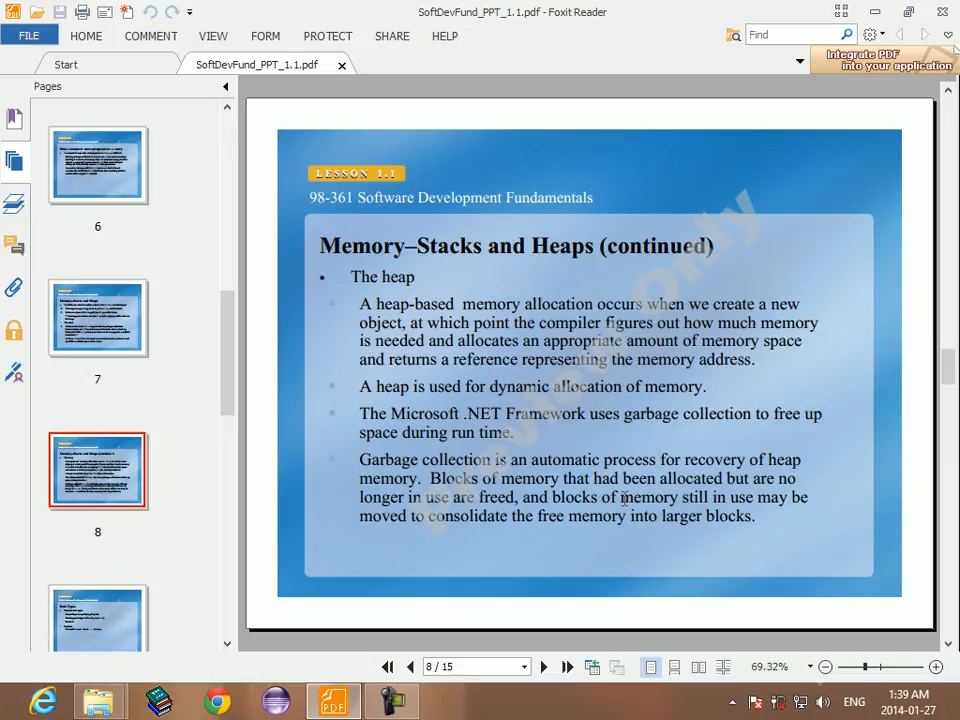 SoftDevFund_PPT_1.1.pdf - Foxit Reader
FILE HOME COMMENT VIEW FORM PROTECT SHARE HELP
Find
Start
SoftDevFund_PPT_1.1.pdf
Integrate PDF
into your application
Pages
6
7
8
LESSON 1.1
98-361 Software Development Fundamentals
Memory–Stacks and Heaps (continued)
The heap
A heap-based memory allocation occurs when we create a new
object, at which point the compiler figures out how much memory
is needed and allocates an appropriate amount of memory space
and returns a reference representing the memory address.
A heap is used for dynamic allocation of memory.
The Microsoft .NET Framework uses garbage collection to free up
space during run time.
Garbage collection is an automatic process for recovery of heap
memory. Blocks of memory that had been allocated but are no
longer in use are freed, and blocks of memory still in use may be
moved to consolidate the free memory into larger blocks.
Preview Only
8 / 15
69.32%
ENG
1:39 AM
2014-01-27